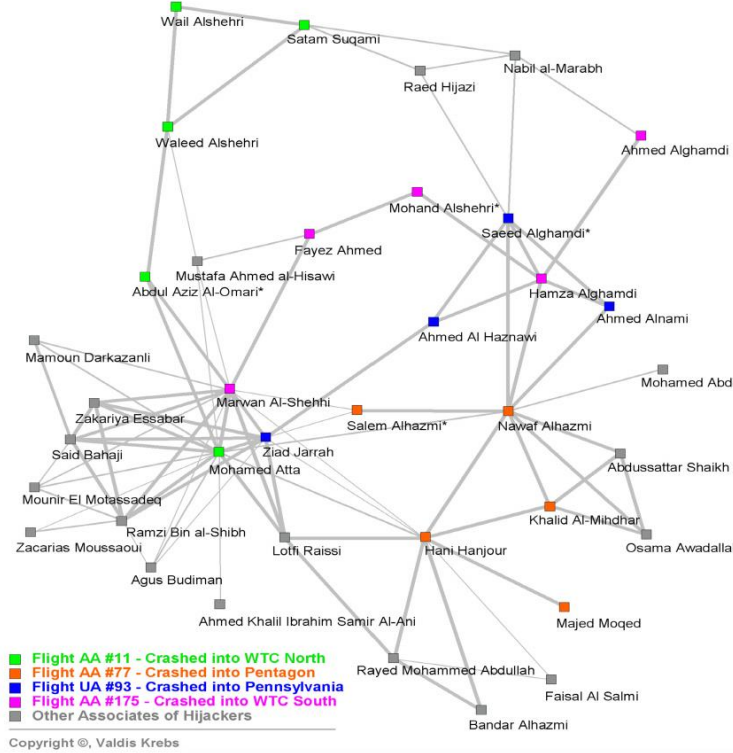 Wail Alshehri
Satam Suqami
Nabil al-Marabh
Raed Hijazi
Waleed Alshehri
Ahmed Alghamdi
Mohand Alshehri*
Saeed Alghamdi*
Fayez Ahmed
Mustafa Ahmed al-Hisawi
Abdul Aziz Al-Omari*
Hamza Alghamdi
Ahmed Alnami
Ahmed Al Haznawi
Mamoun Darkazanli
Mohamed Abd
Marwan Al-Shehhi
Zakariya Essabar
Salem Alhazmi*
Nawaf Alhazmi
Said Bahaji
Ziad Jarrah
Mohamed Atta
Abdussattar Shaikh
Mounir El Motassadeq
Khalid Al-Mihdhar
Zacarias Moussaoui
Ramzi Bin al-Shibh
Lotfi Raissi
Hani Hanjour
Osama Awadalla
Agus Budiman
Ahmed Khalil Ibrahim Samir Al-Ani
Majed Moqed
Rayed Mohammed Abdullah
Faisal Al Salmi
Bandar Alhazmi
Flight AA #11 - Crashed into WTC North
Flight AA #77 - Crashed into Pentagon
Flight UA #93 - Crashed into Pennsylvania
Flight AA #175 - Crashed into WTC South
Other Associates of Hijackers
Copyright ©, Valdis Krebs